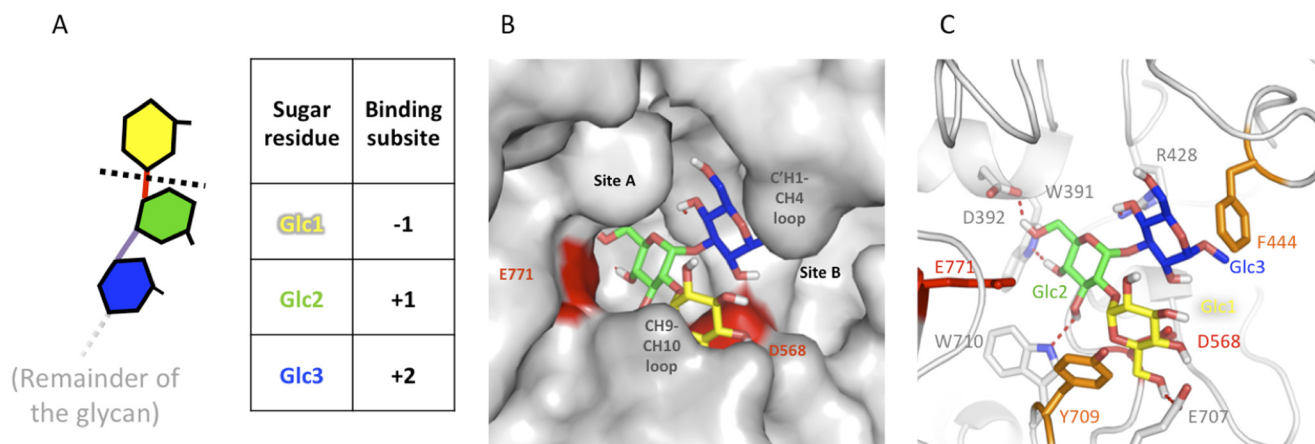 A
Sugar residue
Binding subsite
Glc1
-1
Glc2
+1
Glc3
+2
(Remainder of
the glycan)
B
Site A
C'H1-
CH4
loop
E771
Site B
CH9-
CH10
loop
D568
C
R428
W391
D392
F444
E771
Glc3
Glc2
Glc1
W710
D568
Y709
E707